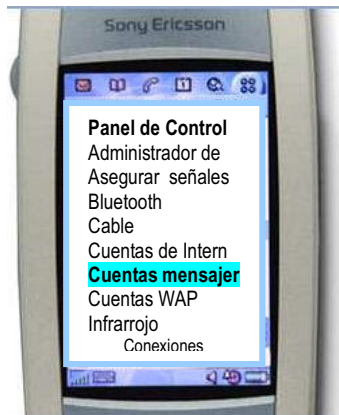 Sony Ericsson
Panel de Control
Administrador de
Asegurar señales
Bluetooth
Cable
Cuentas de Intern
Cuentas mensajer
Cuentas WAP
Infrarrojo
Conexiones